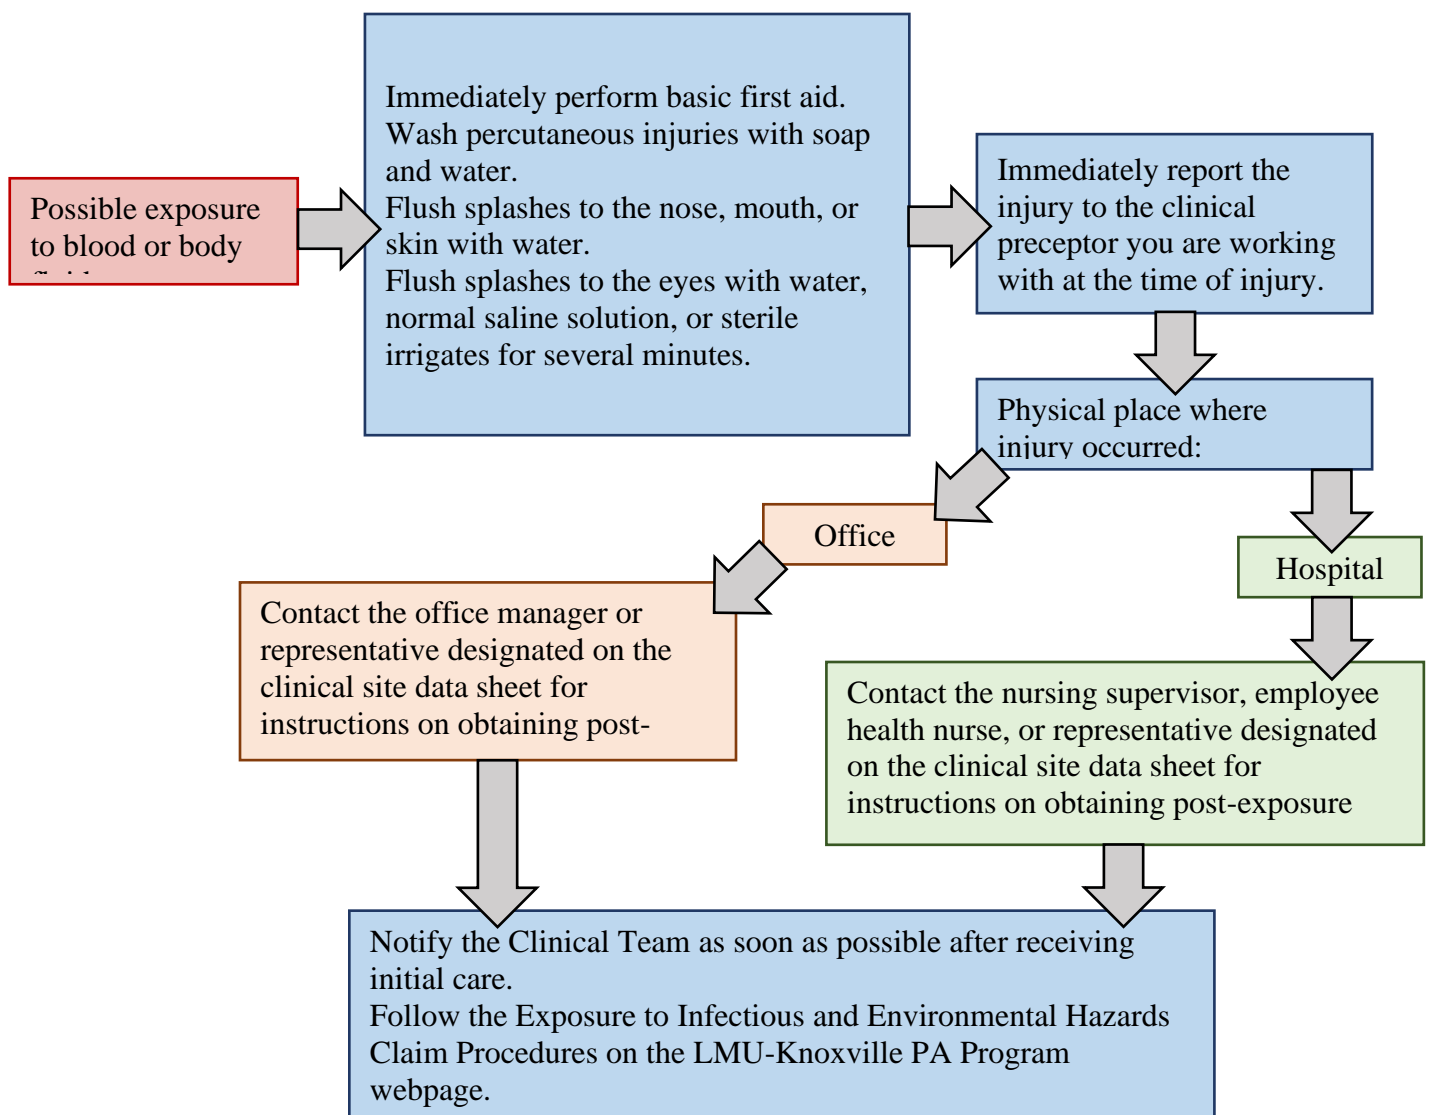 Possible exposure
to blood or body
Immediately perform basic first aid.
Wash percutaneous injuries with soap
and water.
Flush splashes to the nose, mouth, or
skin with water.
Flush splashes to the eyes with water,
normal saline solution, or sterile
irrigates for several minutes.
Immediately report the
injury to the clinical
preceptor you are working
with at the time of injury.
Physical place where
injury occurred:
Office
Hospital
Contact the office manager or
representative designated on the
clinical site data sheet for
instructions on obtaining post-
Contact the nursing supervisor, employee
health nurse, or representative designated
on the clinical site data sheet for
instructions on obtaining post-exposure
Notify the Clinical Team as soon as possible after receiving
initial care.
Follow the Exposure to Infectious and Environmental Hazards
Claim Procedures on the LMU-Knoxville PA Program
webpage.